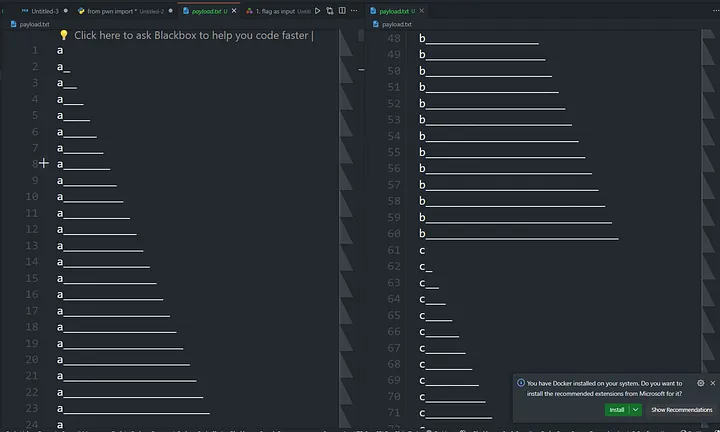 Untitled-3
from pwn import * Untitled-2
payload.txt U
1. flag as input Untitl
payload.txt
💡 Click here to ask Blackbox to help you code faster |
1 a
2 a_
3 a__
4 a___
5 a____
6 a_____
7 a______
8 a_______
9 a________
10 a_________
11 a__________
12 a___________
13 a____________
14 a_____________
15 a______________
16 a_______________
17 a________________
18 a_________________
19 a__________________
20 a___________________
21 a____________________
22 a_____________________
23 a______________________
24
payload.txt U
payload.txt
48 b_________________
49 b__________________
50 b___________________
51 b____________________
52 b_____________________
53 b______________________
54 b_______________________
55 b________________________
56 b_________________________
57 b__________________________
58 b___________________________
59 b____________________________
60 b_____________________________
61 c
62 c_
63 c__
64 c___
65 c____
66 c_____
67 c______
68 c_______
69 c________
70 c_________
71 c__________
You have Docker installed on your system. Do you want to
install the recommended extensions from Microsoft for it?
Install
Show Recommendations